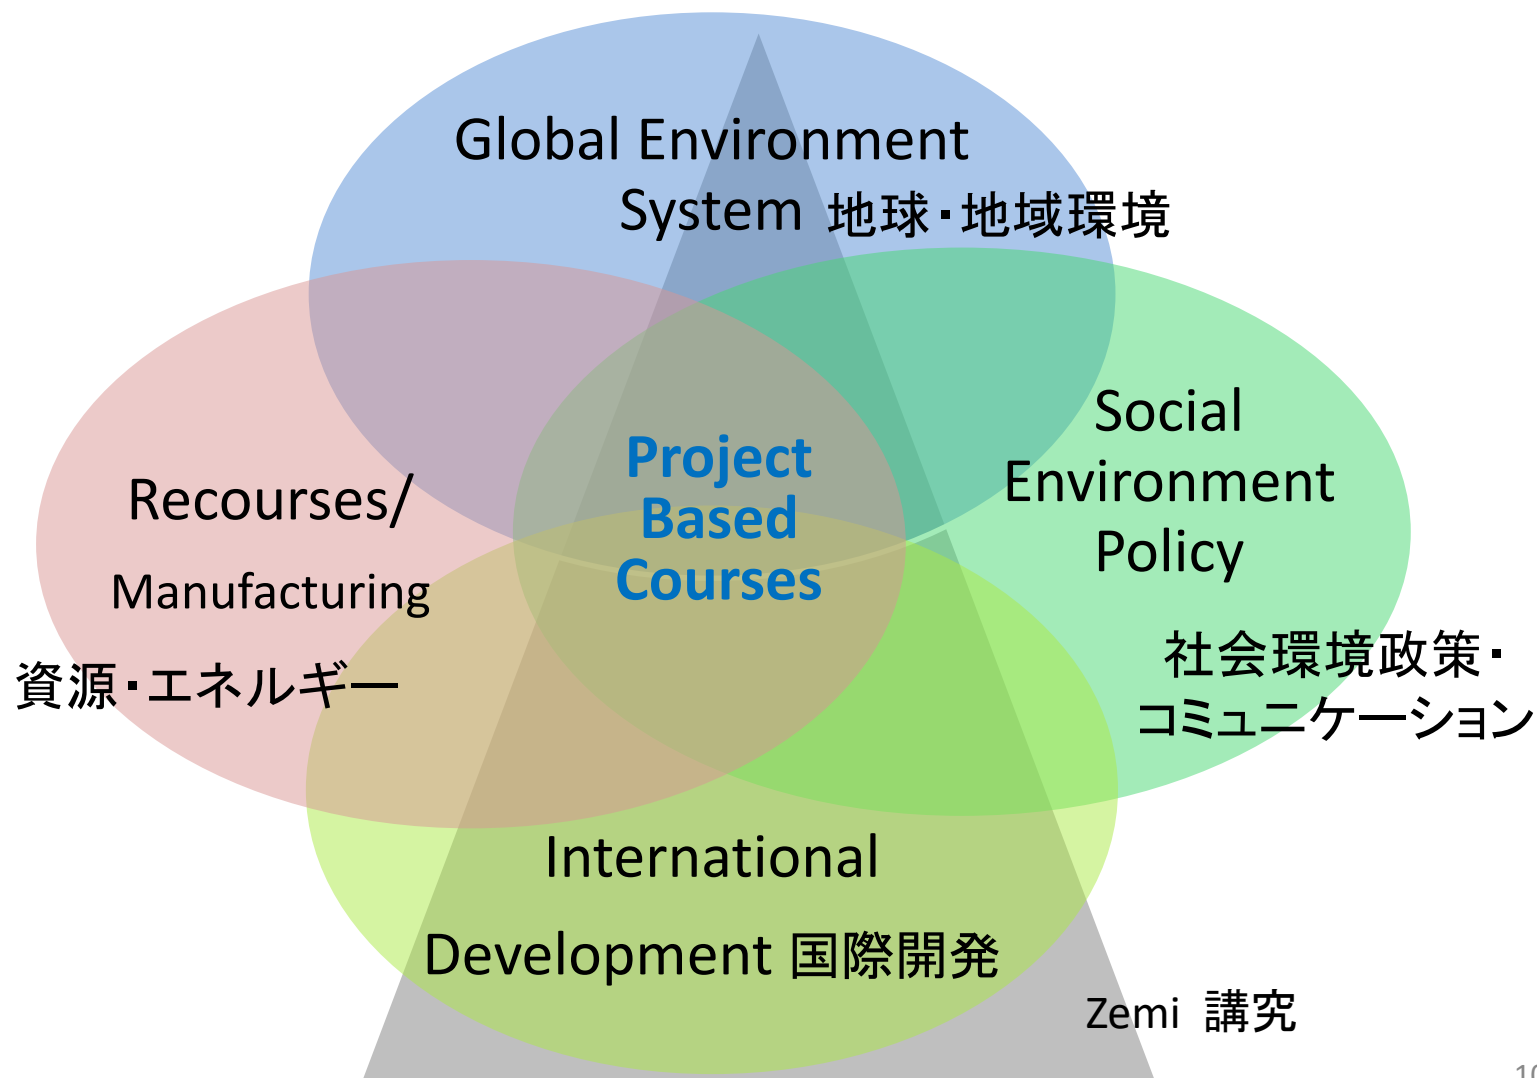 Global Environment
System 地球・地域環境
Social
Environment
Policy
社会環境政策・
コミュニケーション
Project
Based
Courses
Recourses/
Manufacturing
資源・エネルギー
International
Development 国際開発
Zemi 講究